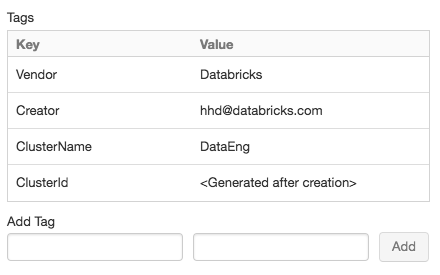 Tags
Key Value
Vendor Databricks
Creator hhd@databricks.com
ClusterName DataEng
ClusterId <Generated after creation>
Add Tag
Add